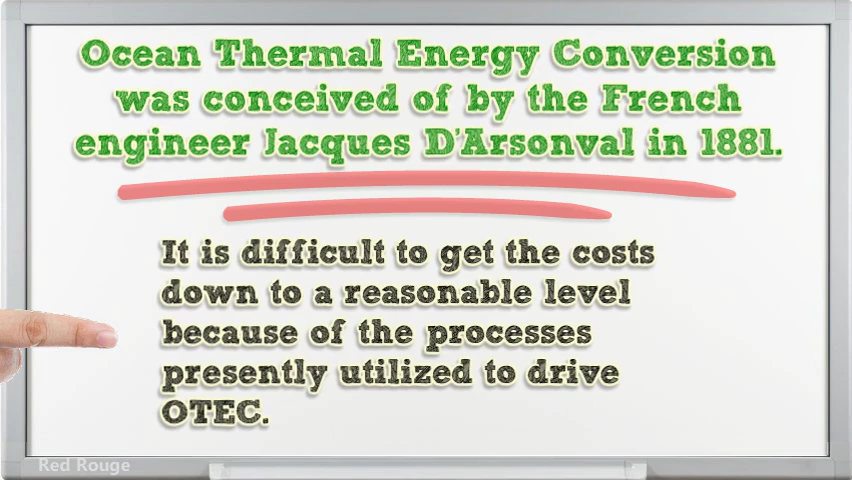 Ocean Thermal Energy Conversion
was conceived of by the French
engineer Jacques D'Arsonval in 1881.
It is difficult to get the costs
down to a reasonable level
because of the processes
presently utilized to drive
OTEC.
Red Rouge